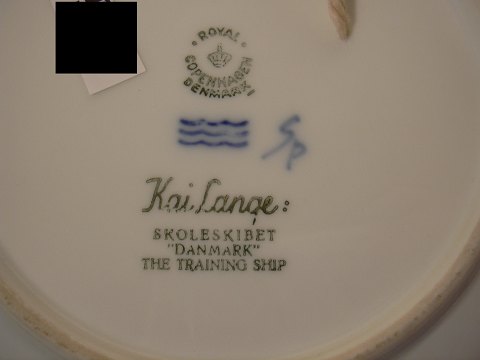 ROYAL
COPENHAGEN
DENMARK
Kai Lange:
SKOLESKIBET
"DANMARK"
THE TRAINING SHIP